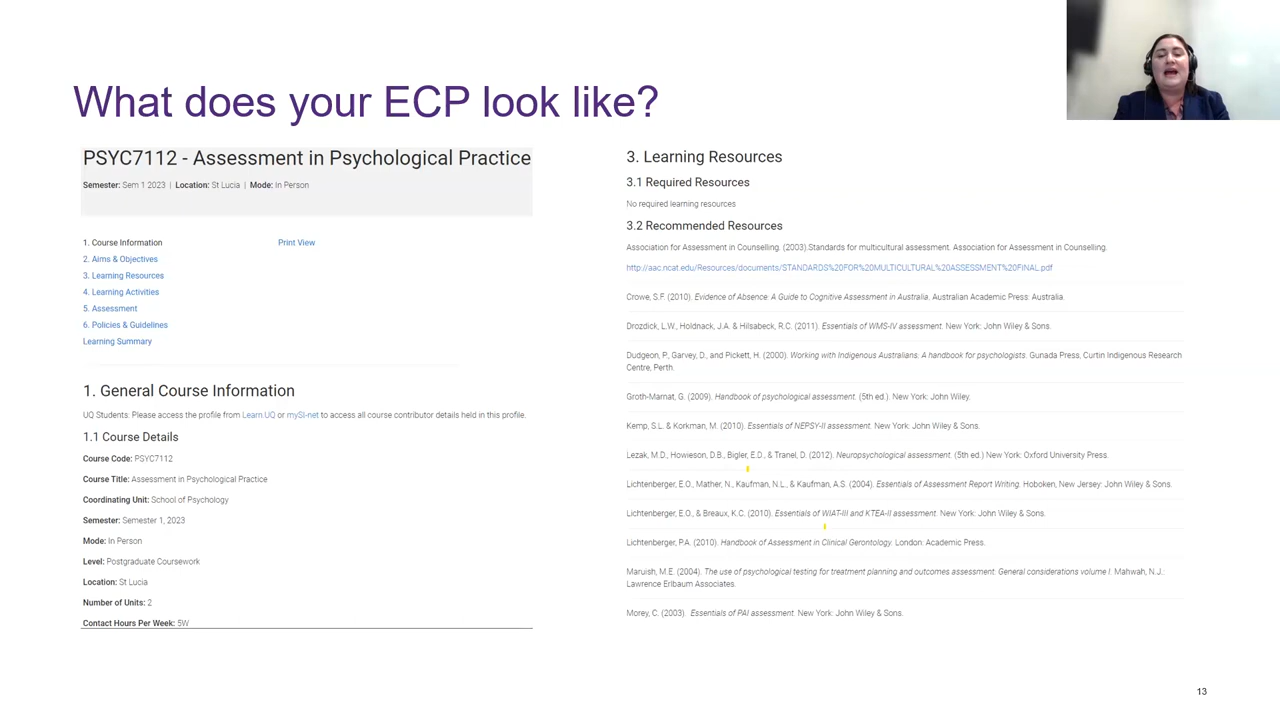 What does your ECP look like?
PSYC7112 - Assessment in Psychological Practice
Semester: Sem 1 2023 | Location: St Lucia | Mode: In Person
1. Course Information
Print View
2. Aims & Objectives
3. Learning Resources
4. Learning Activities
5. Assessment
6. Policies & Guidelines
Learning Summary
1. General Course Information
UQ Students: Please access the profile from Learn.UQ or mySI-net to access all course contributor details held in this profile.
1.1 Course Details
Course Code: PSYC7112
Course Title: Assessment in Psychological Practice
Coordinating Unit: School of Psychology
Semester: Semester 1, 2023
Mode: In Person
Level: Postgraduate Coursework
Location: St Lucia
Number of Units: 2
Contact Hours Per Week: 5W
3. Learning Resources
3.1 Required Resources
No required learning resources
3.2 Recommended Resources
Association for Assessment in Counselling. (2003).Standards for multicultural assessment. Association for Assessment in Counselling.
http://aac.ncat.edu/Resources/documents/STANDARDS%20FOR%20MULTICULTURAL%20ASSESSMENT%20FINAL.pdf
Crowe, S.F. (2010). Evidence of Absence: A Guide to Cognitive Assessment in Australia. Australian Academic Press: Australia.
Drozdick, L.W., Holdnack, J.A. & Hilsabeck, R.C. (2011). Essentials of WMS-IV assessment. New York: John Wiley & Sons.
Dudgeon, P., Garvey, D., and Pickett, H. (2000). Working with Indigenous Australians: A handbook for psychologists. Gunada Press, Curtin Indigenous Research
Centre, Perth.
Groth-Marnat, G. (2009). Handbook of psychological assessment. (5th ed.). New York: John Wiley.
Kemp, S.L. & Korkman, M. (2010). Essentials of NEPSY-II assessment. New York: John Wiley & Sons.
Lezak, M.D., Howieson, D.B., Bigler, E.D., & Tranel, D. (2012). Neuropsychological assessment. (5th ed.) New York: Oxford University Press.
Lichtenberger, E.O., Mather, N., Kaufman, N.L., & Kaufman, A.S. (2004). Essentials of Assessment Report Writing. Hoboken, New Jersey: John Wiley & Sons.
Lichtenberger, E.O., & Breaux, K.C. (2010). Essentials of WIAT-III and KTEA-II assessment. New York: John Wiley & Sons.
Lichtenberger, P.A. (2010). Handbook of Assessment in Clinical Gerontology. London: Academic Press.
Maruish, M.E. (2004). The use of psychological testing for treatment planning and outcomes assessment: General considerations volume I. Mahwah, N.J.:
Lawrence Erlbaum Associates.
Morey, C. (2003). Essentials of PAI assessment. New York: John Wiley & Sons.
13